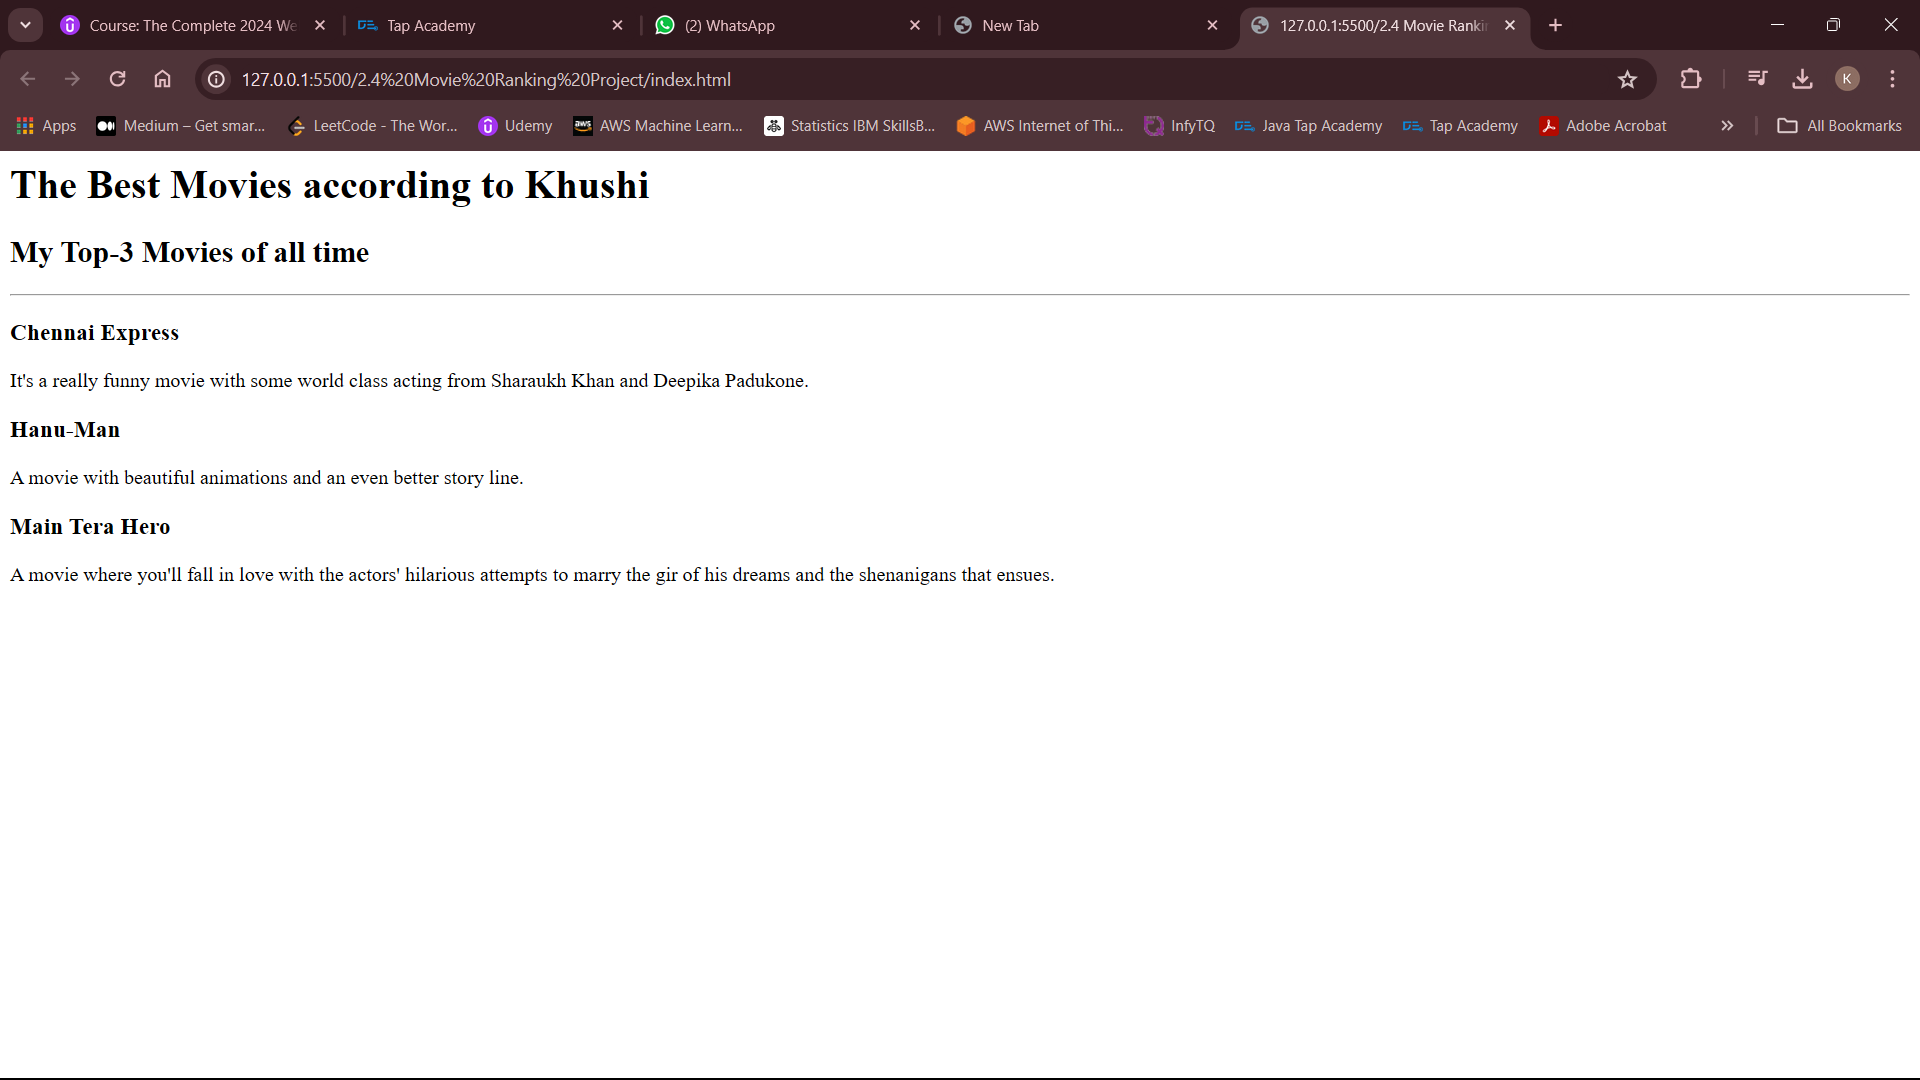 Course: The Complete 2024 We
Tap Academy
(2) WhatsApp
New Tab
127.0.0.1:5500/2.4 Movie Ranki
127.0.0.1:5500/2.4%20Movie%20Ranking%20Project/index.html
K
Apps
Medium – Get smar...
LeetCode - The Wor...
Udemy
aws
AWS Machine Learn...
Statistics IBM SkillsB...
AWS Internet of Thi...
InfyTQ
Java Tap Academy
Tap Academy
Adobe Acrobat
All Bookmarks
The Best Movies according to Khushi
My Top-3 Movies of all time
Chennai Express
It's a really funny movie with some world class acting from Sharaukh Khan and Deepika Padukone.
Hanu-Man
A movie with beautiful animations and an even better story line.
Main Tera Hero
A movie where you'll fall in love with the actors' hilarious attempts to marry the gir of his dreams and the shenanigans that ensues.